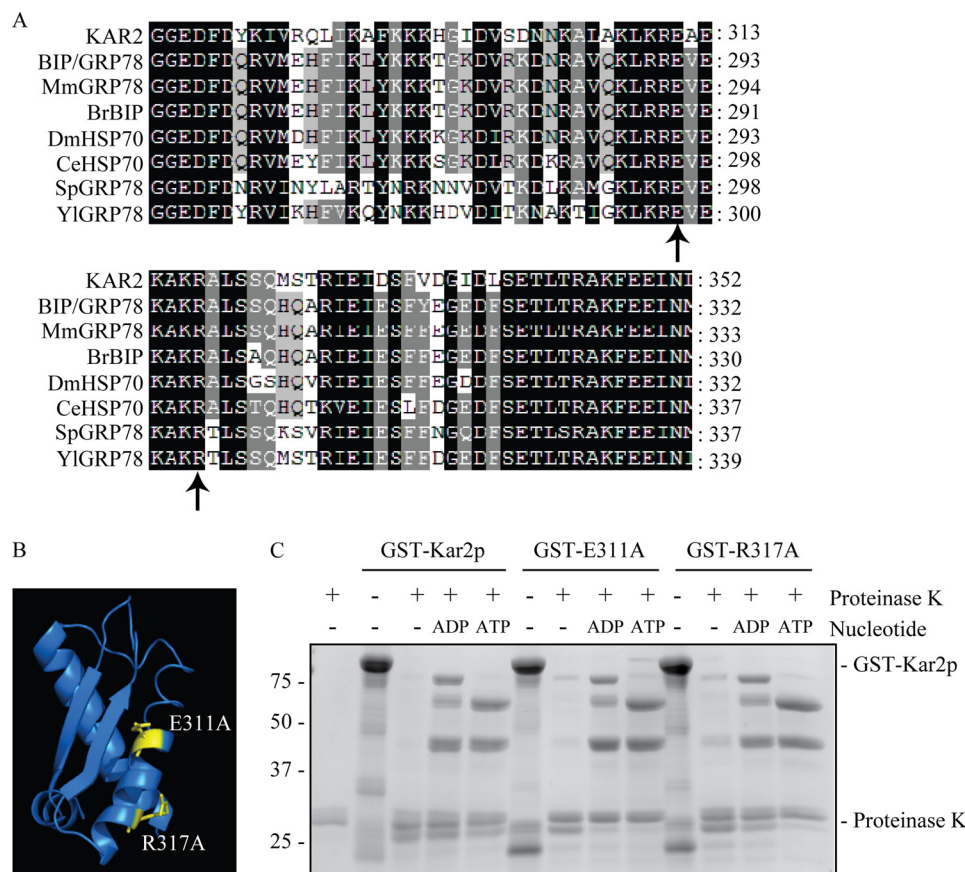 A
KAR2 GGEDFDYKIVRQLIKAFKKKHGIDVSDNNKALAKLKREAE : 313
BIP/GRP78 GGEDFDQRVMEHFIKLYKKKTGKDVRKDNRAVQKLRREVE : 293
MmGRP78 GGEDFDQRVMEHFIKLYKKKTGKDVRKDNRAVQKLRREVE : 294
BrBIP GGEDFDQRVMEHFIKLYKKKTGKDVRKDNRAVQKLRREVE : 291
DmHSP70 GGEDFDQRVMDHFIKLYKKKKGKDIRKDNRAVQKLRREVE : 293
CeHSP70 GGEDFDQRVMEYFIKLYKKKSGKDLRKDKRAVQKLRREVE : 298
SpGRP78 GGEDFDNRVINYLARTYNRKNNVDVTKDLKAMGKLKREVE : 298
YlGRP78 GGEDFDYRVIKHFVKQYNKKHDVDITKNAKTIGKLKREVE : 300
KAR2 KAKRALSSQMSTRIEIDSFVDGIDLSETLTRAKFEEINL : 352
BIP/GRP78 KAKRALSSQHQARIEIESFYEGEDFSETLTRAKFEEINM : 332
MmGRP78 KAKRALSSQHQARIEIESFFEGEDFSETLTRAKFEEINM : 333
BrBIP KAKRALSAQHQARIEIESFFEGEDFSETLTRAKFEEINM : 330
DmHSP70 KAKRALSGSHQVRIEIESFFEGDDFSETLTRAKFEEINM : 332
CeHSP70 KAKRALSTQHQTKVEIESLFDGEDFSETLTRAKFEEINM : 337
SpGRP78 KAKRTLSSQKSVRIEIESFFNGQDFSETLSRAKFEEINM : 337
YlGRP78 KAKRTLSSQMSTRIEIESFFDGEDFSETLTRAKFEEINI : 339
B
E311A
R317A
C
GST-Kar2p GST-E311A GST-R317A
+ - + + + - + + + - + + + Proteinase K
- - - ADP ATP - - ADP ATP - - ADP ATP Nucleotide
- GST-Kar2p
75 -
50 -
37 -
- Proteinase K
25 -